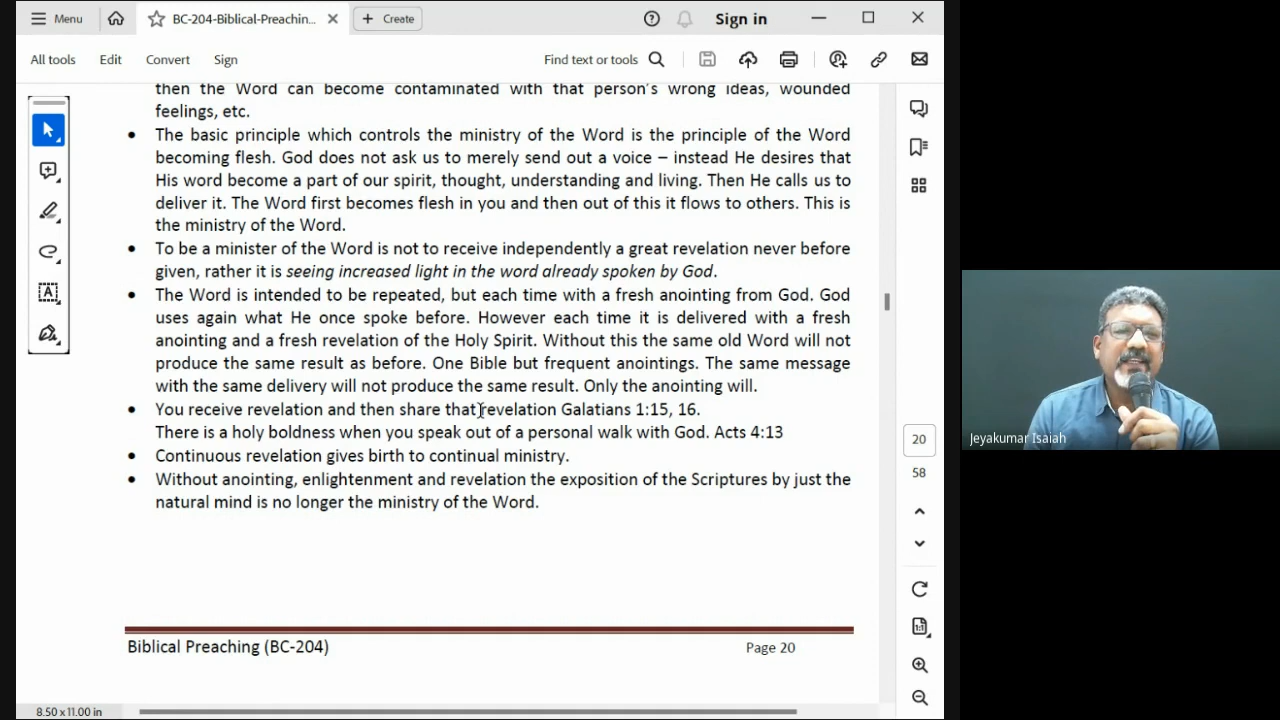 Menu
BC-204-Biblical-Preachin...
Create
Sign in
All tools
Edit
Convert
Sign
Find text or tools
then the Word can become contaminated with that person's wrong ideas, wounded
feelings, etc.
• The basic principle which controls the ministry of the Word is the principle of the Word
becoming flesh. God does not ask us to merely send out a voice – instead He desires that
His word become a part of our spirit, thought, understanding and living. Then He calls us to
deliver it. The Word first becomes flesh in you and then out of this it flows to others. This is
the ministry of the Word.
• To be a minister of the Word is not to receive independently a great revelation never before
given, rather it is seeing increased light in the word already spoken by God.
• The Word is intended to be repeated, but each time with a fresh anointing from God. God
uses again what He once spoke before. However each time it is delivered with a fresh
anointing and a fresh revelation of the Holy Spirit. Without this the same old Word will not
produce the same result as before. One Bible but frequent anointings. The same message
with the same delivery will not produce the same result. Only the anointing will.
• You receive revelation and then share that revelation Galatians 1:15, 16.
There is a holy boldness when you speak out of a personal walk with God. Acts 4:13
• Continuous revelation gives birth to continual ministry.
• Without anointing, enlightenment and revelation the exposition of the Scriptures by just the
natural mind is no longer the ministry of the Word.
Biblical Preaching (BC-204)
Page 20
8.50 x 11.00 in
20
58
1:1
Jeyakumar Isaiah